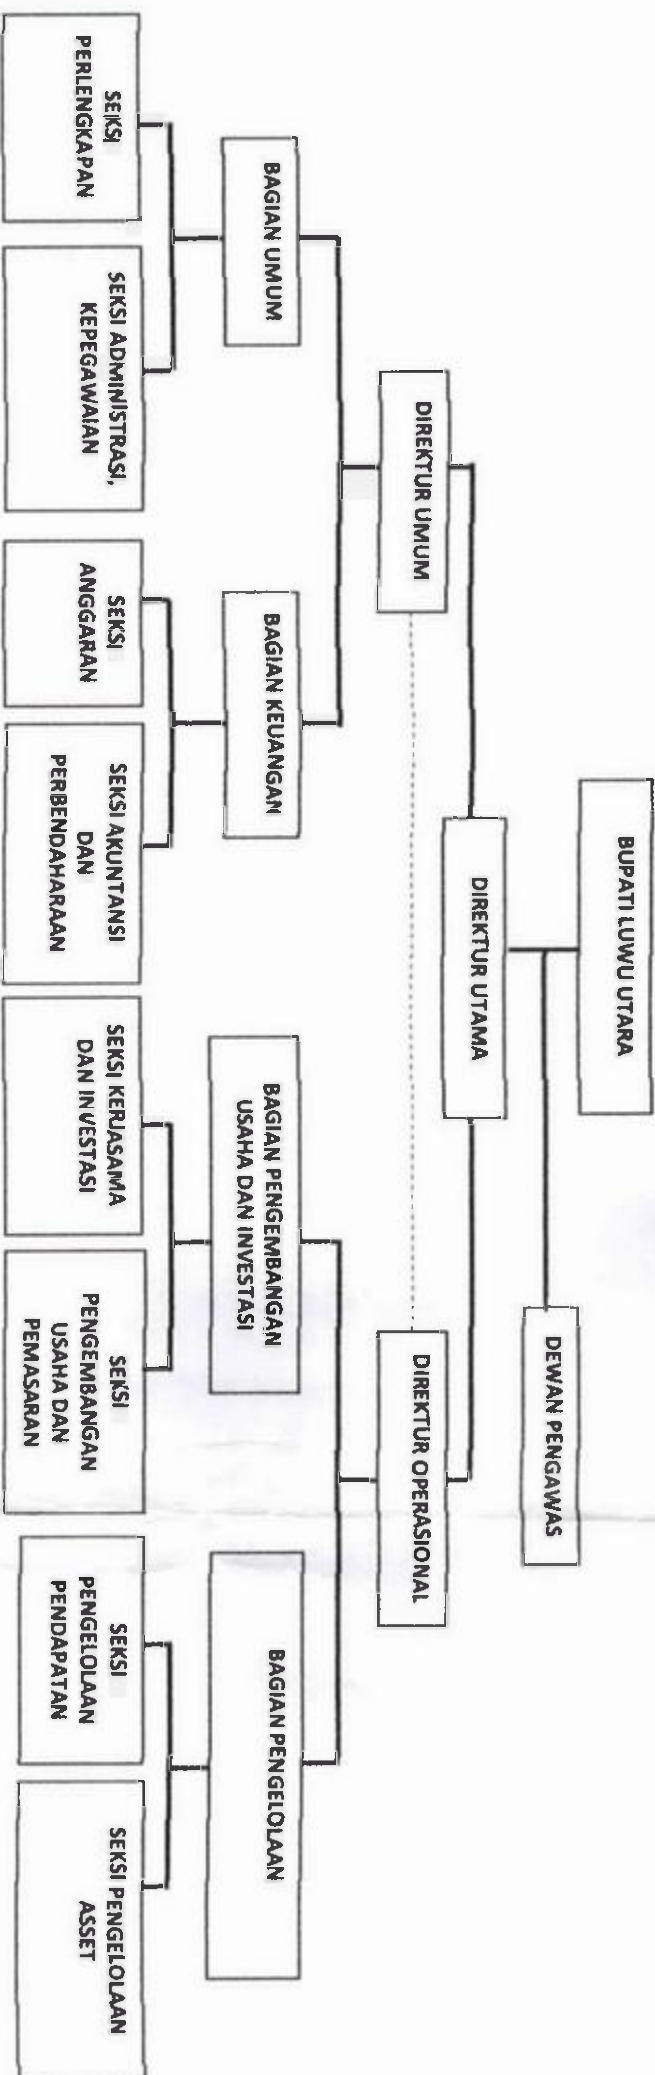 BUPATI LUWU UTARA
DEWAN PENGAWAS
DIREKTUR UTAMA
DIREKTUR UMUM
DIREKTUR OPERASIONAL
BAGIAN UMUM
BAGIAN KEUANGAN
BAGIAN PENGEMBANGAN
USAHA DAN INVESTASI
BAGIAN PENGELOLAAN
SEKSI
PERLENGKAPAN
SEKSI ADMINISTRASI,
KEPEGAWAIAN
SEKSI
ANGGARAN
SEKSI AKUNTANSI
DAN
PERBENDAHARAAN
SEKSI KERJASAMA
DAN INVESTASI
SEKSI
PENGEMBANGAN
USAHA DAN
PEMASARAN
SEKSI
PENGELOLAAN
PENDAPATAN
SEKSI PENGELOLAAN
ASSET